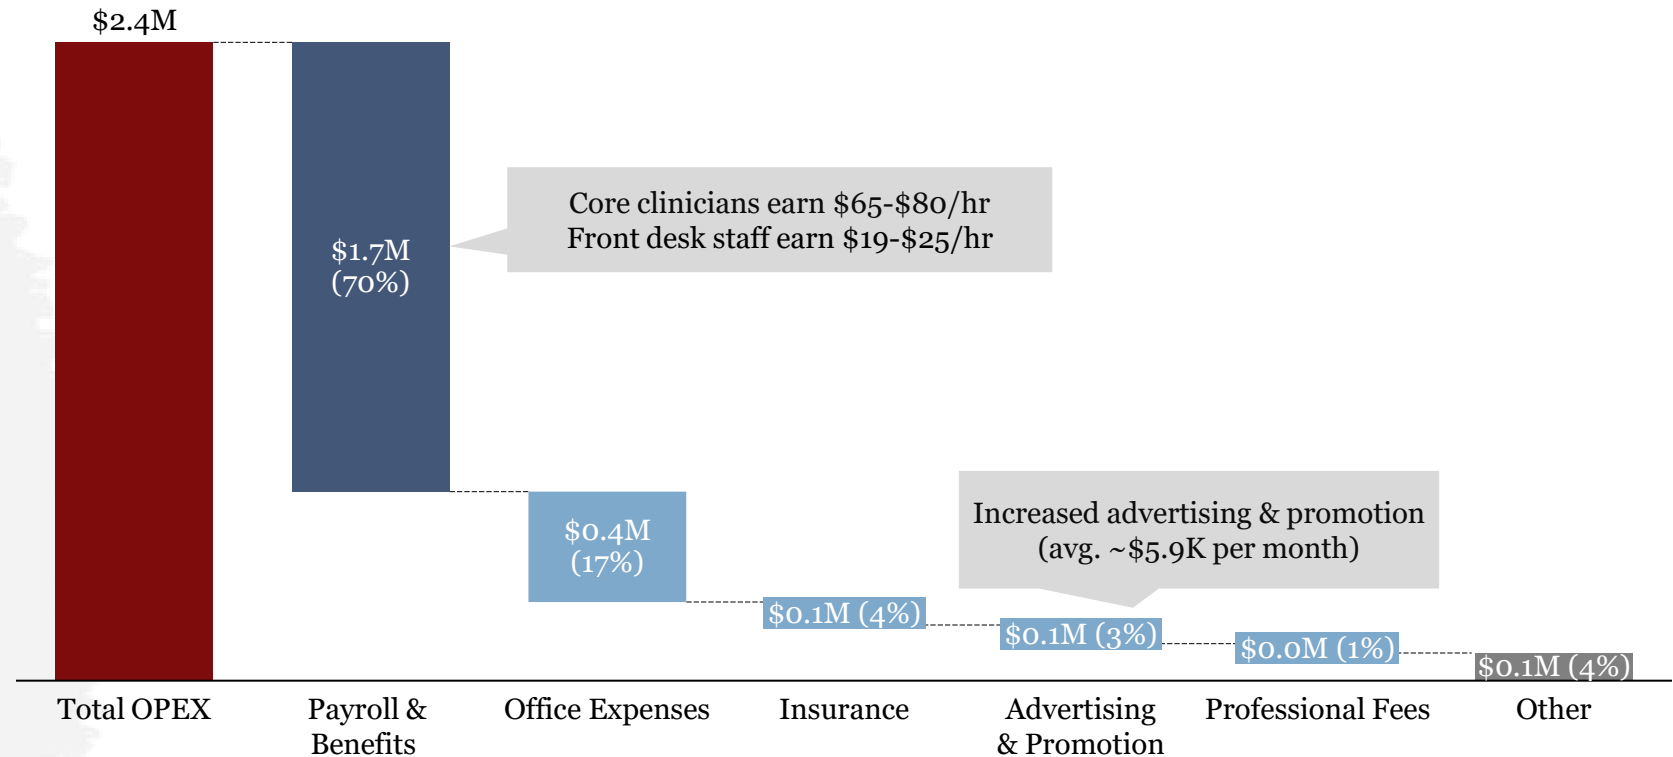 $2.4M
$1.7M
(70%)
Core clinicians earn $65-$80/hr
Front desk staff earn $19-$25/hr
$0.4M
(17%)
Increased advertising & promotion
(avg. ~$5.9K per month)
$0.1M (4%)
$0.1M (3%)
$0.0M (1%)
$0.1M (4%)
Total OPEX
Payroll &
Benefits
Office Expenses
Insurance
Advertising
& Promotion
Professional Fees
Other